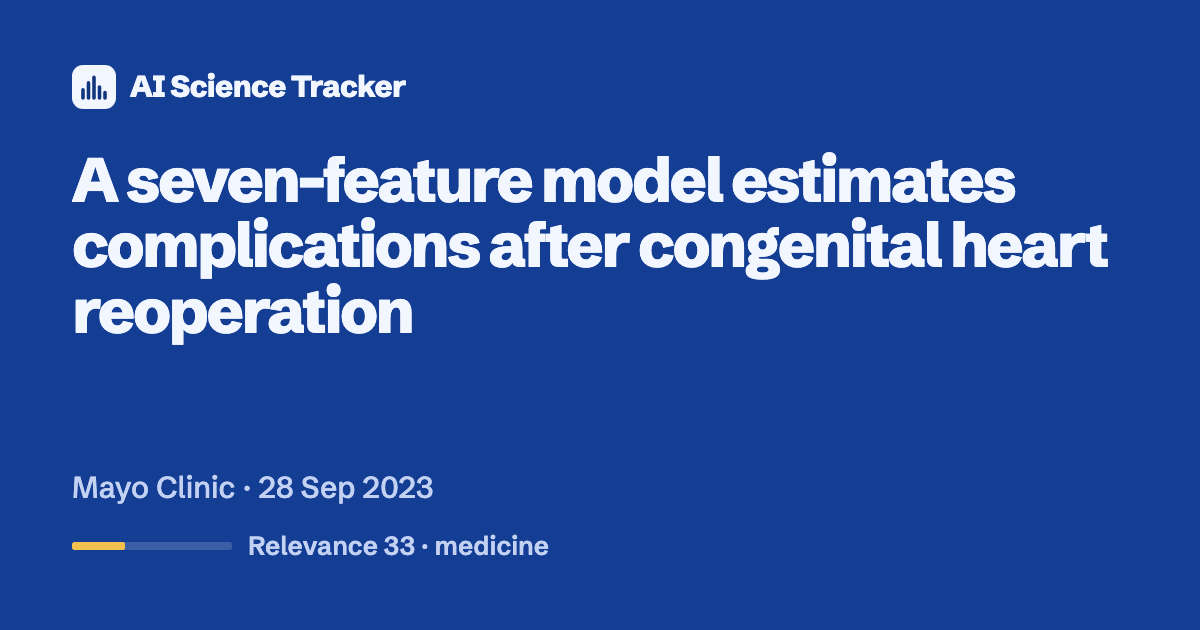 AI Science Tracker
A seven-feature model estimates
complications after congenital heart
reoperation
Mayo Clinic · 28 Sep 2023
Relevance 33 · medicine